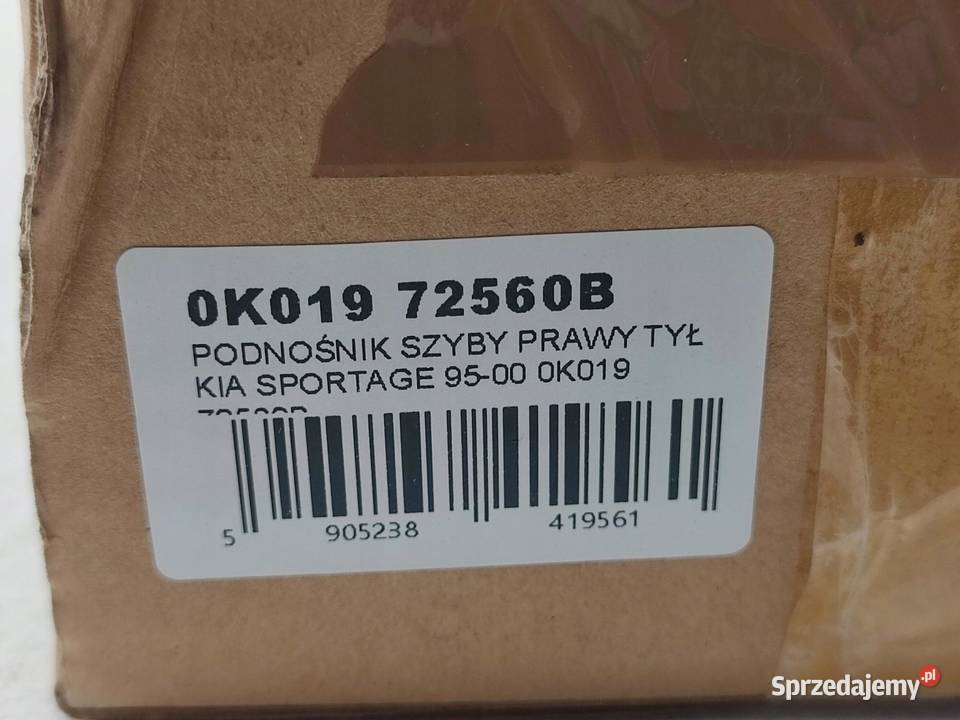 0K019 72560B
PODNOŚNIK SZYBY PRAWY TYŁ
KIA SPORTAGE 95-00 0K019
5 905238 419561
Sprzedajemy.pl